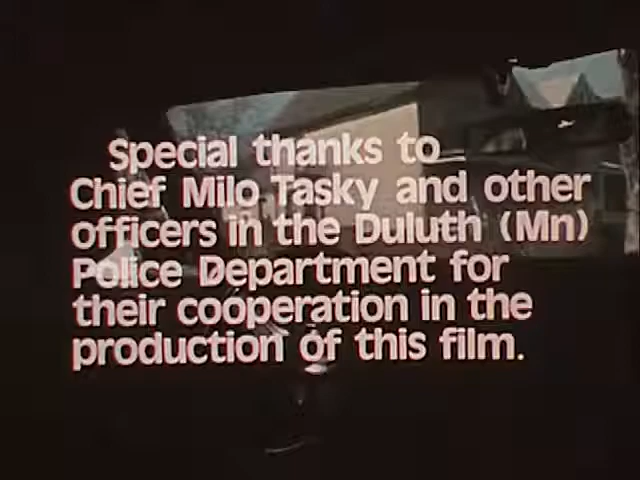 Special thanks to
Chief Milo Tasky and other
officers in the Duluth (Mn)
Police Department for
their cooperation in the
production of this film.